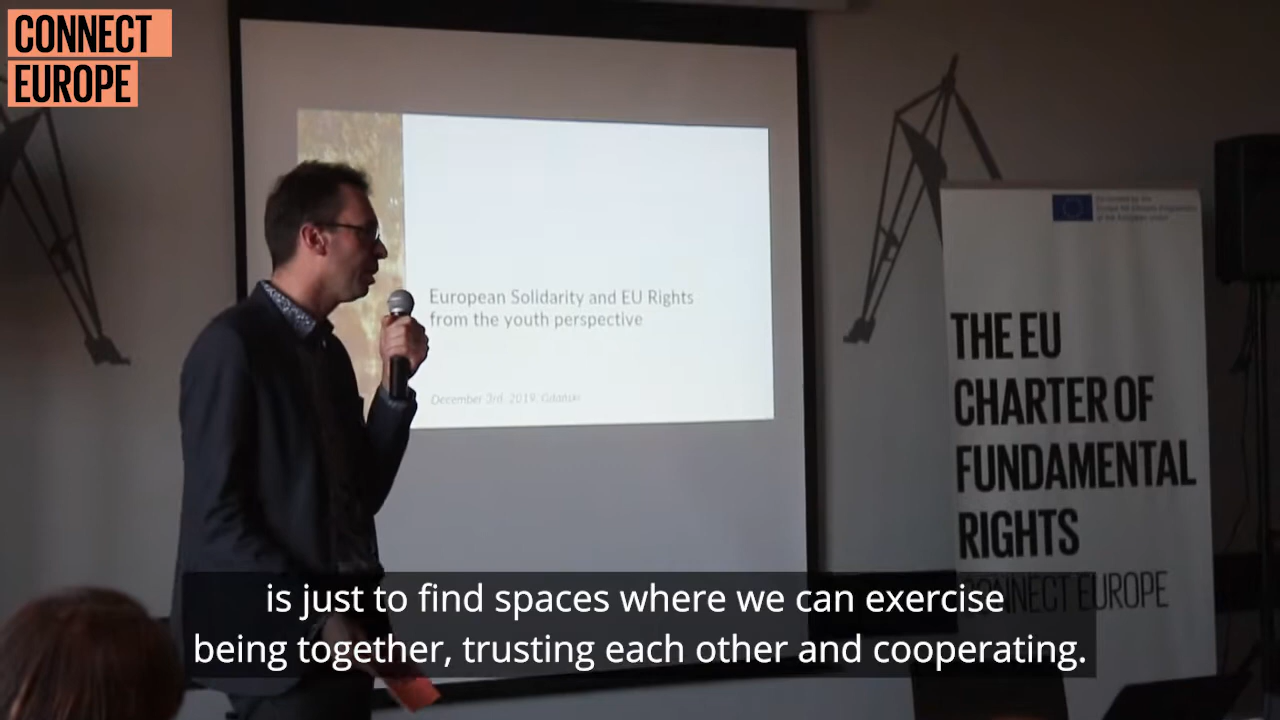 CONNECT
EUROPE
European Solidarity and EU Rights
from the youth perspective
December 3rd, 2019, Gdańsk
THE EU
CHARTER OF
FUNDAMENTAL
RIGHTS
CONNECT EUROPE
is just to find spaces where we can exercise
being together, trusting each other and cooperating.